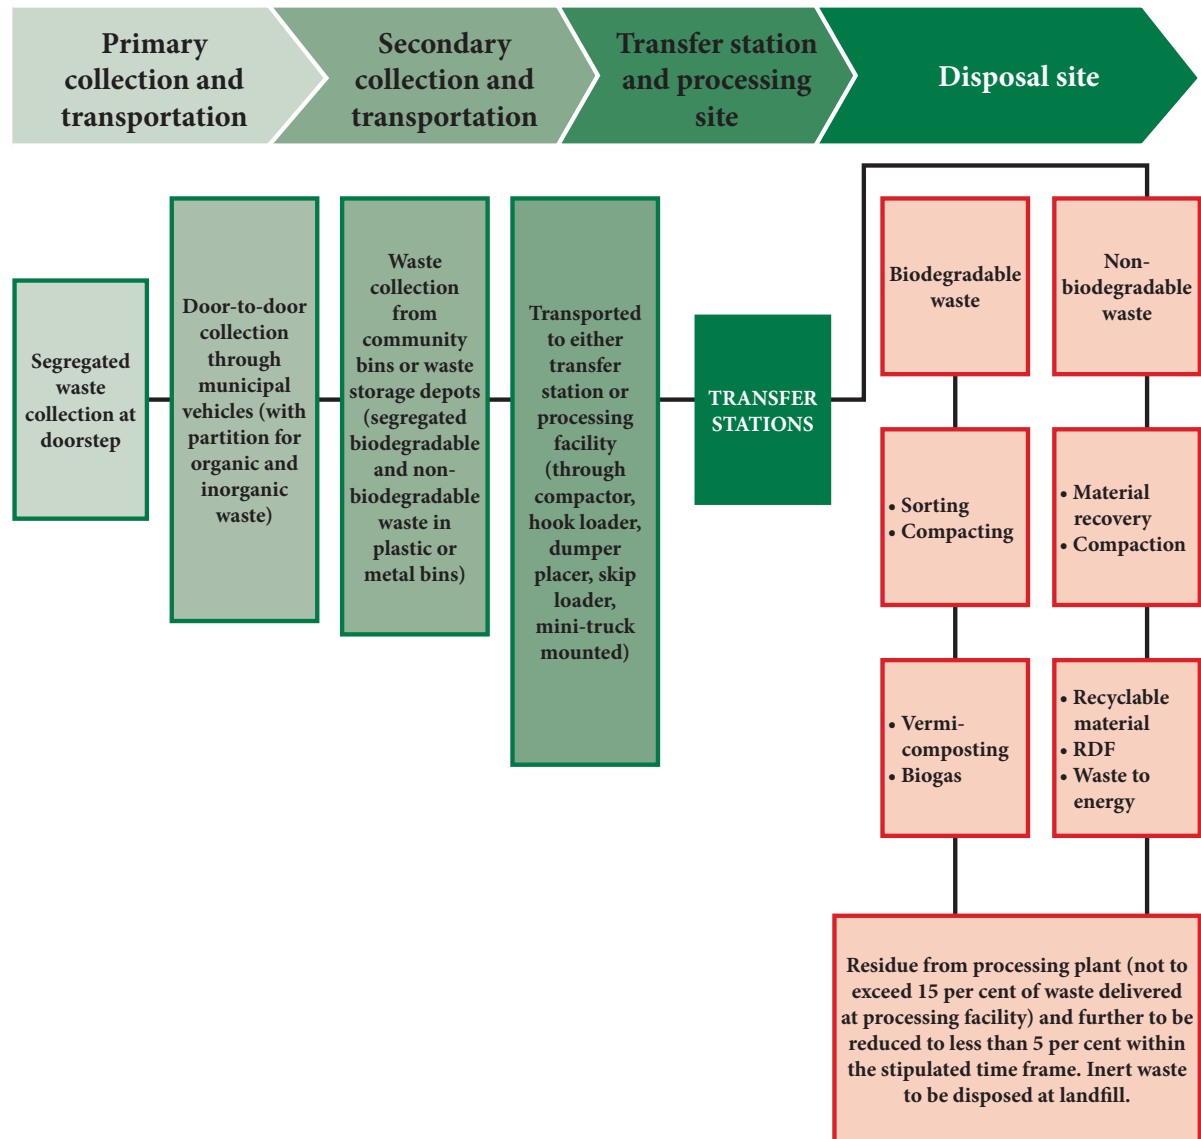 Primary
collection and
transportation
Secondary
collection and
transportation
Transfer station
and processing
site
Disposal site
Segregated
waste
collection at
doorstep
Door-to-door
collection
through
municipal
vehicles (with
partition for
organic and
inorganic
waste)
Waste
collection
from
community
bins or waste
storage depots
(segregated
biodegradable
and non-
biodegradable
waste in
plastic or
metal bins)
Transported
to either
transfer
station or
processing
facility
(through
compactor,
hook loader,
dumper
placer, skip
loader,
mini-truck
mounted)
TRANSFER
STATIONS
Biodegradable
waste
Non-
biodegradable
waste
• Sorting
• Compacting
• Material
recovery
• Compaction
• Vermi-
composting
• Biogas
• Recyclable
material
• RDF
• Waste to
energy
Residue from processing plant (not to
exceed 15 per cent of waste delivered
at processing facility) and further to be
reduced to less than 5 per cent within
the stipulated time frame. Inert waste
to be disposed at landfill.